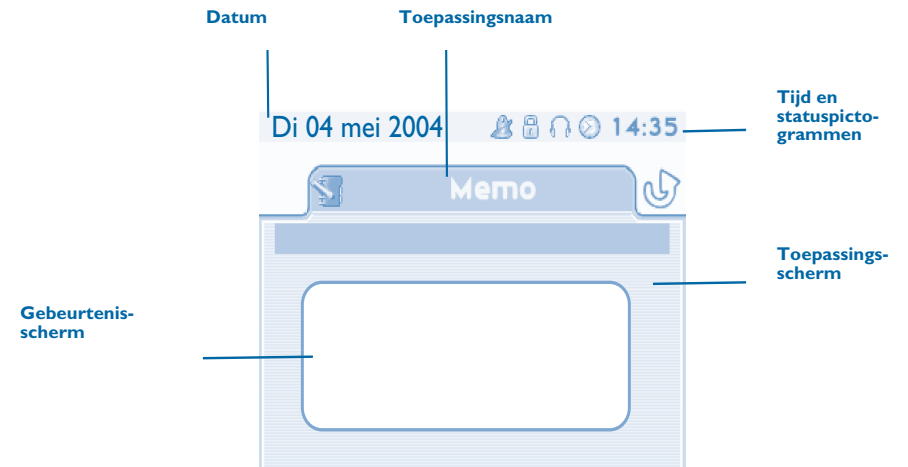 Datum
Toepassingsnaam
Di 04 mei 2004
14:35
Tijd en
statuspicto-
grammen
Memo
Toepassings-
scherm
Gebeurtenis-
scherm